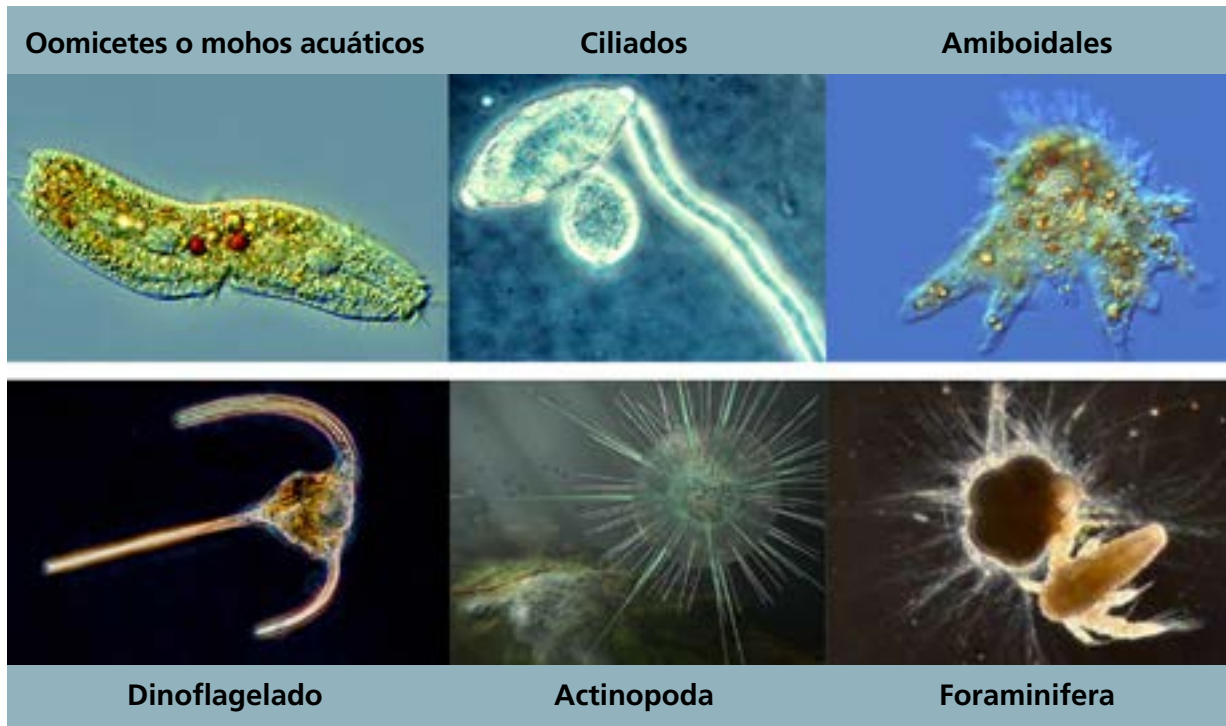 Oomicetes o mohos acuáticos
Ciliados
Amiboidales
Dinoflagelado
Actinopoda
Foraminifera